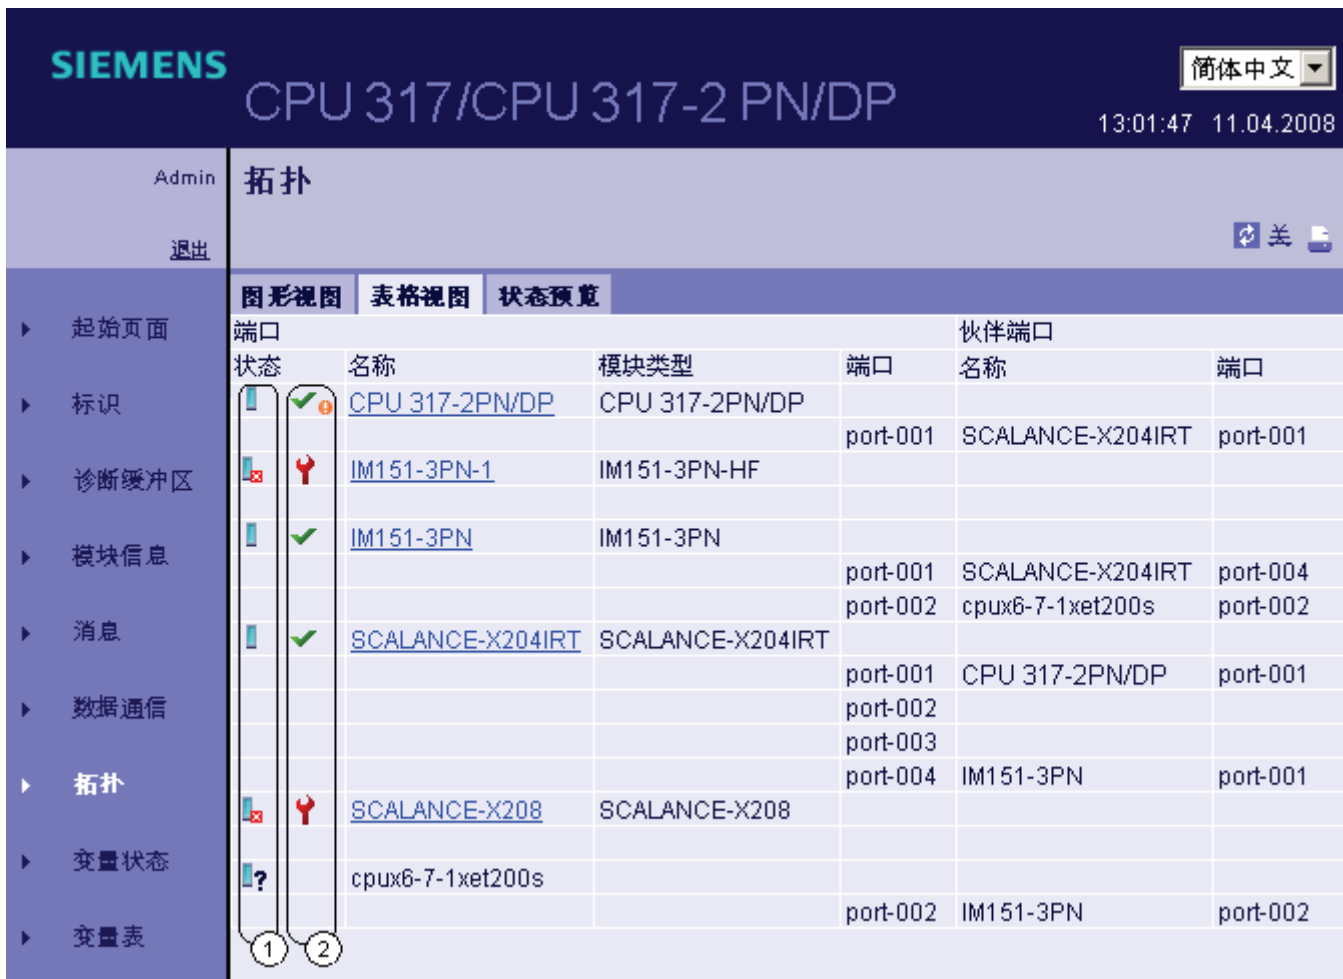 SIEMENS
CPU 317/CPU 317-2 PN/DP
简体中文
13:01:47 11.04.2008
Admin
退出
拓扑
关
起始页面
标识
诊断缓冲区
模块信息
消息
数据通信
拓扑
变量状态
变量表
图形视图 表格视图 状态预览
端口 伙伴端口
状态 名称 模块类型 端口 名称 端口
CPU 317-2PN/DP CPU 317-2PN/DP
port-001 SCALANCE-X204IRT port-001
IM151-3PN-1 IM151-3PN-HF
IM151-3PN IM151-3PN
port-001 SCALANCE-X204IRT port-004
port-002 cpux6-7-1xet200s port-002
SCALANCE-X204IRT SCALANCE-X204IRT
port-001 CPU 317-2PN/DP port-001
port-002
port-003
port-004 IM151-3PN port-001
SCALANCE-X208 SCALANCE-X208
? cpux6-7-1xet200s
port-002 IM151-3PN port-002
1 2